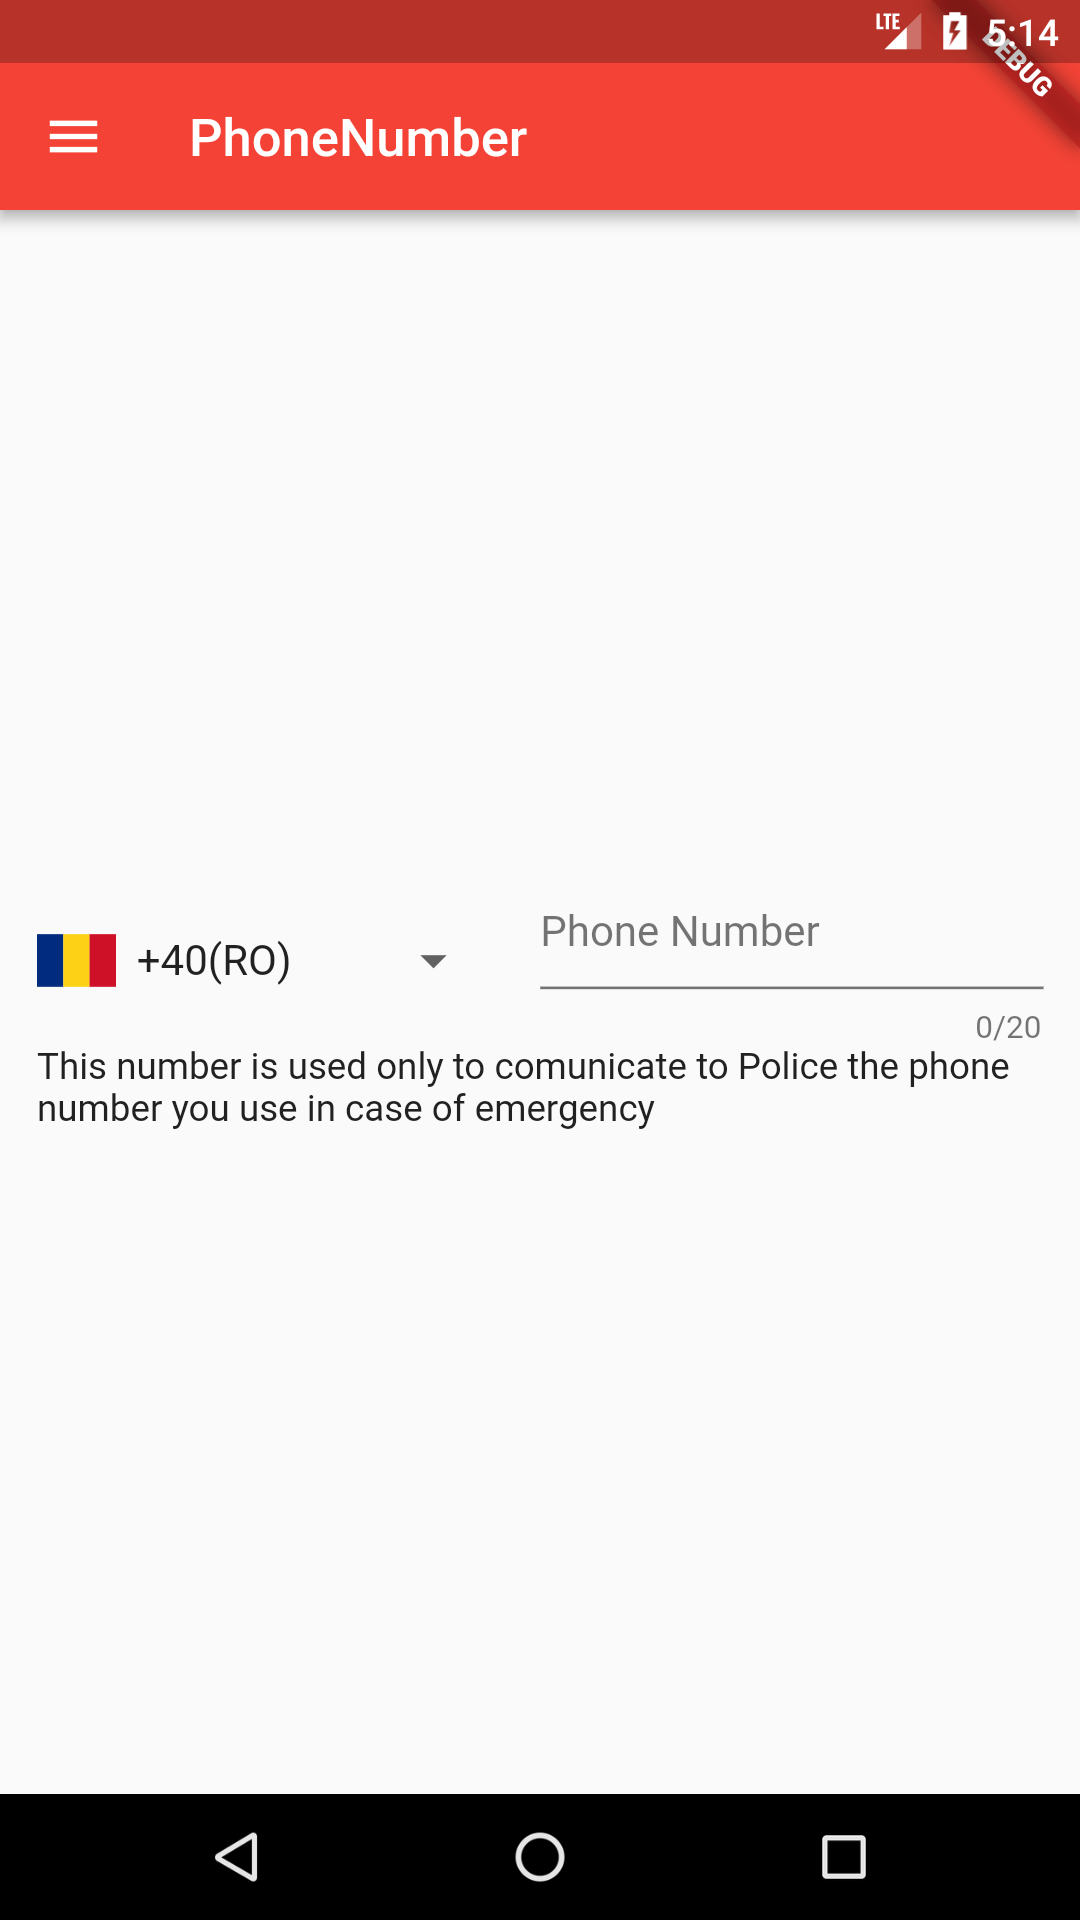 LTE 5:14
DEBUG
PhoneNumber
Phone Number
+40(RO)
0/20
This number is used only to comunicate to Police the phone
number you use in case of emergency